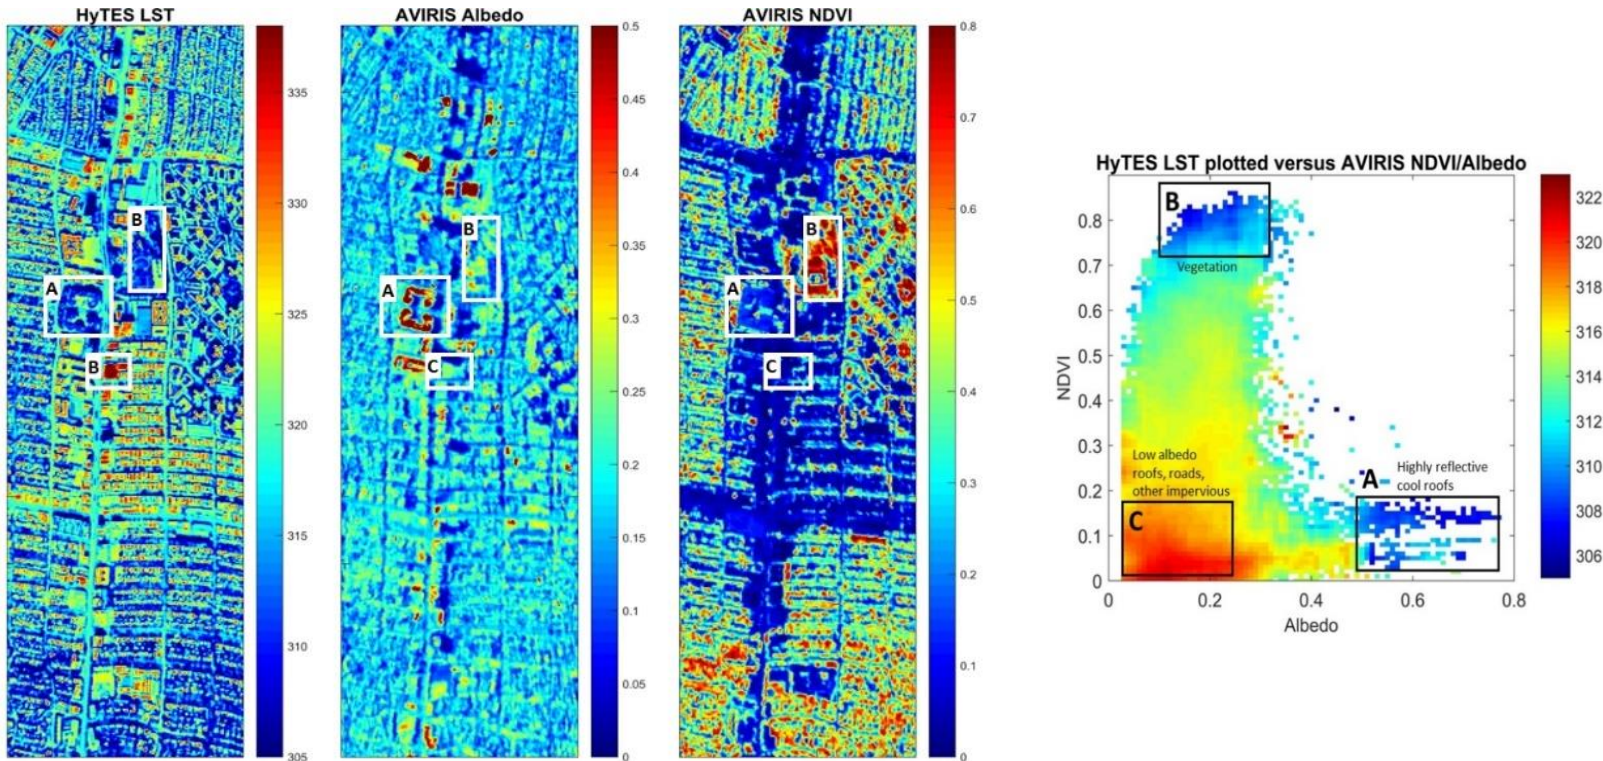 HyTES LST
335
330
325
320
315
310
305
B
A
B
AVIRIS Albedo
0.5
0.45
0.4
0.35
0.3
0.25
0.2
0.15
0.1
0.05
0
B
A
C
AVIRIS NDVI
0.8
0.7
0.6
0.5
0.4
0.3
0.2
0.1
0
B
A
C
HyTES LST plotted versus AVIRIS NDVI/Albedo
NDVI
0.8
0.7
0.6
0.5
0.4
0.3
0.2
0.1
0
B
Vegetation
Low albedo
roofs, roads,
other impervious
C
A
Highly reflective
cool roofs
0
0.2
0.4
0.6
0.8
Albedo
322
320
318
316
314
312
310
308
306